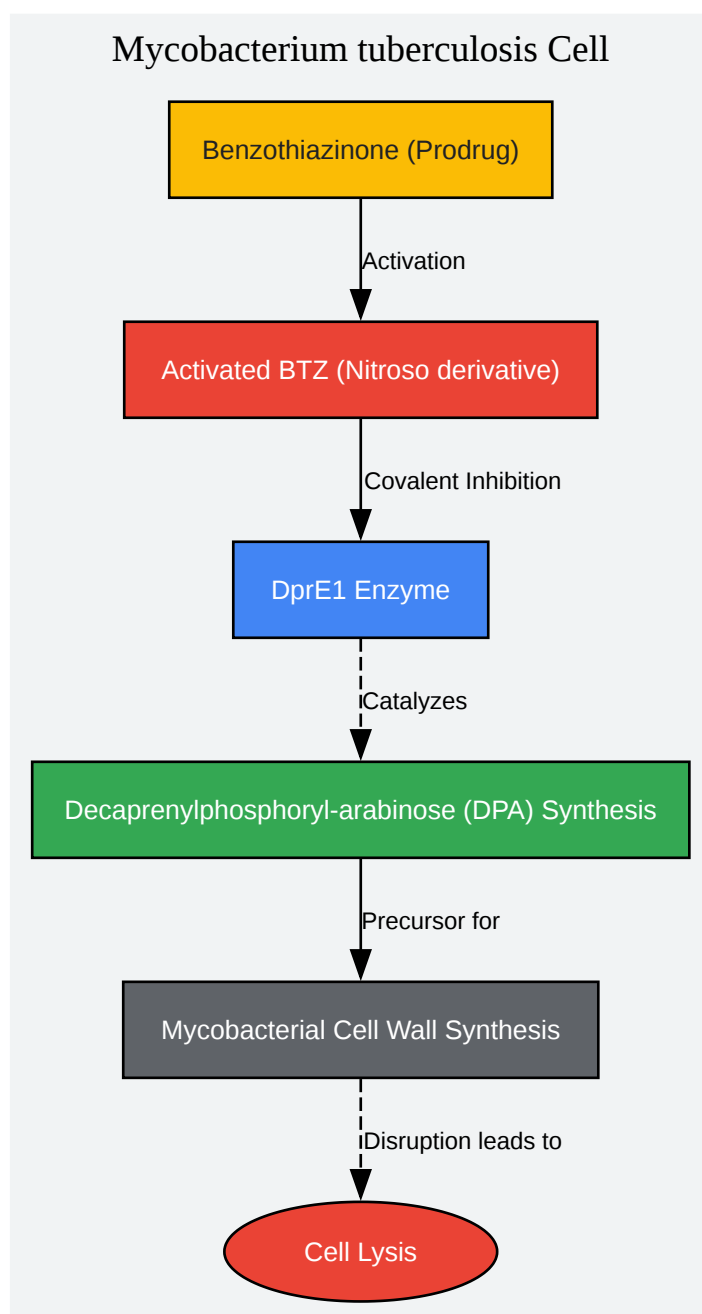 Mycobacterium tuberculosis Cell
Benzothiazinone (Prodrug)
Activation
Activated BTZ (Nitroso derivative)
Covalent Inhibition
DprE1 Enzyme
Catalyzes
Decaprenylphosphoryl-arabinose (DPA) Synthesis
Precursor for
Mycobacterial Cell Wall Synthesis
Disruption leads to
Cell Lysis